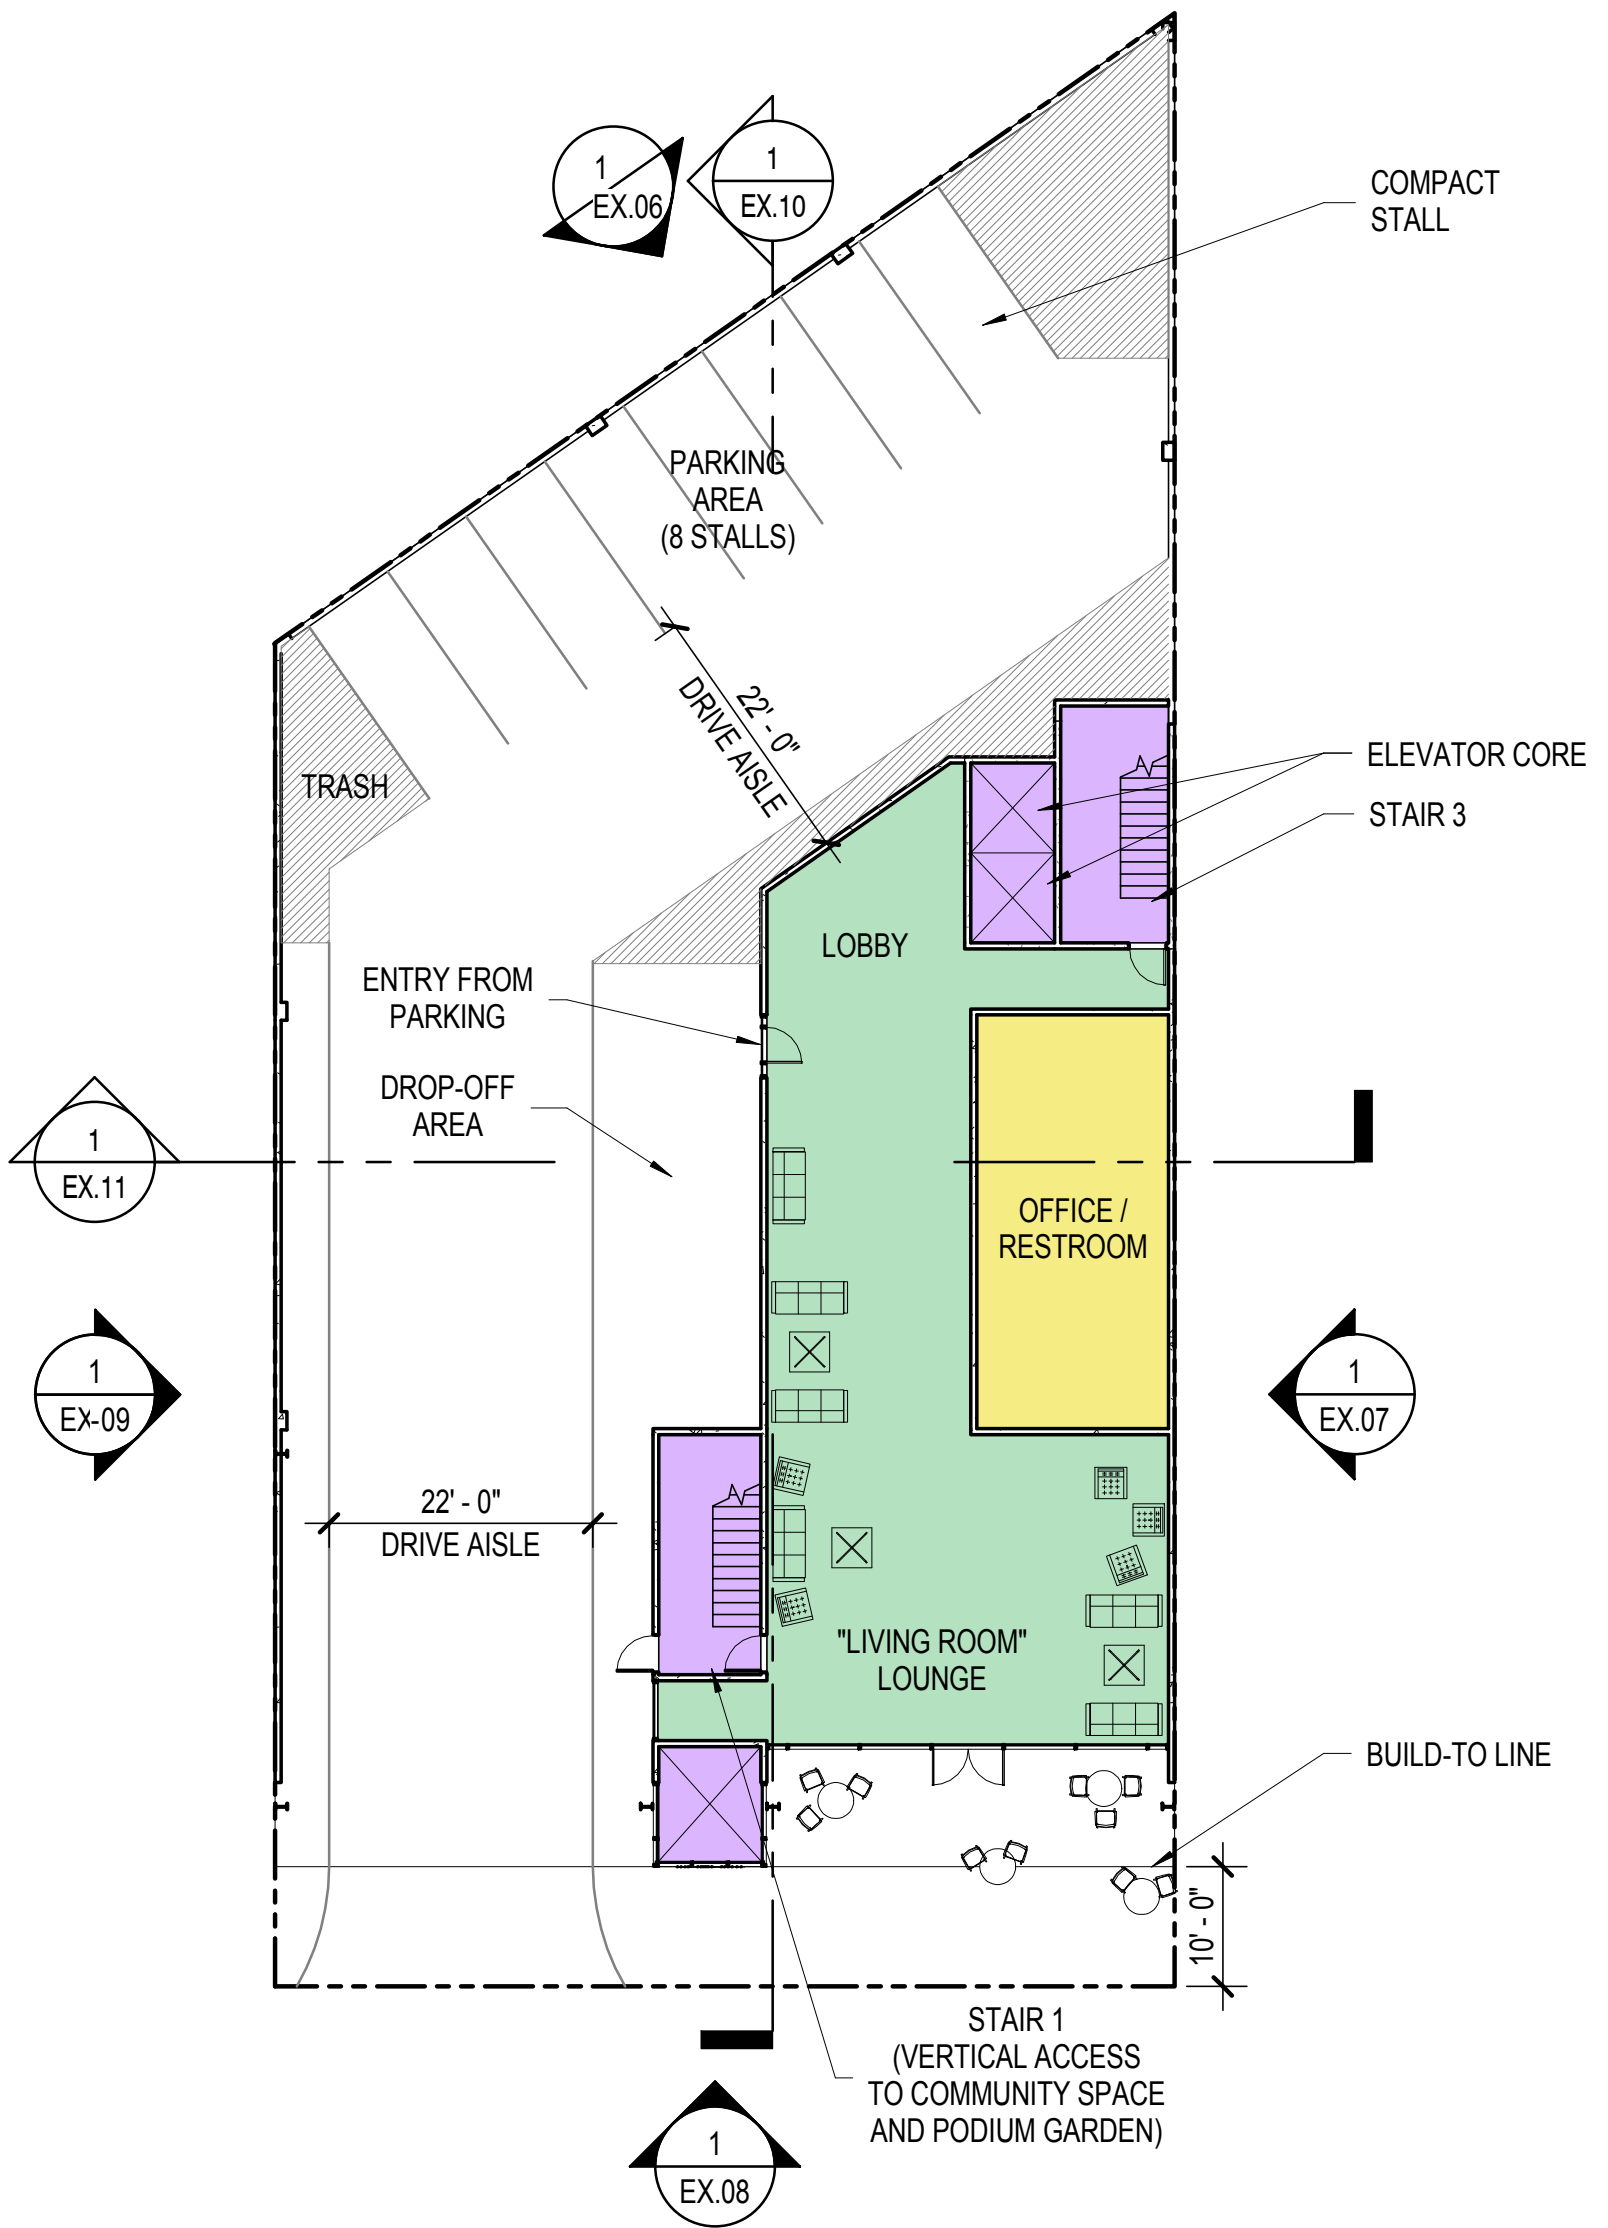 1
EX.06
1
EX.10
COMPACT
STALL
PARKING
AREA
(8 STALLS)
22' - 0"
DRIVE AISLE
TRASH
ELEVATOR CORE
STAIR 3
LOBBY
ENTRY FROM
PARKING
DROP-OFF
AREA
1
EX.11
OFFICE /
RESTROOM
1
EX-09
1
EX.07
22' - 0"
DRIVE AISLE
"LIVING ROOM"
LOUNGE
BUILD-TO LINE
10' - 0"
STAIR 1
(VERTICAL ACCESS
TO COMMUNITY SPACE
AND PODIUM GARDEN)
1
EX.08